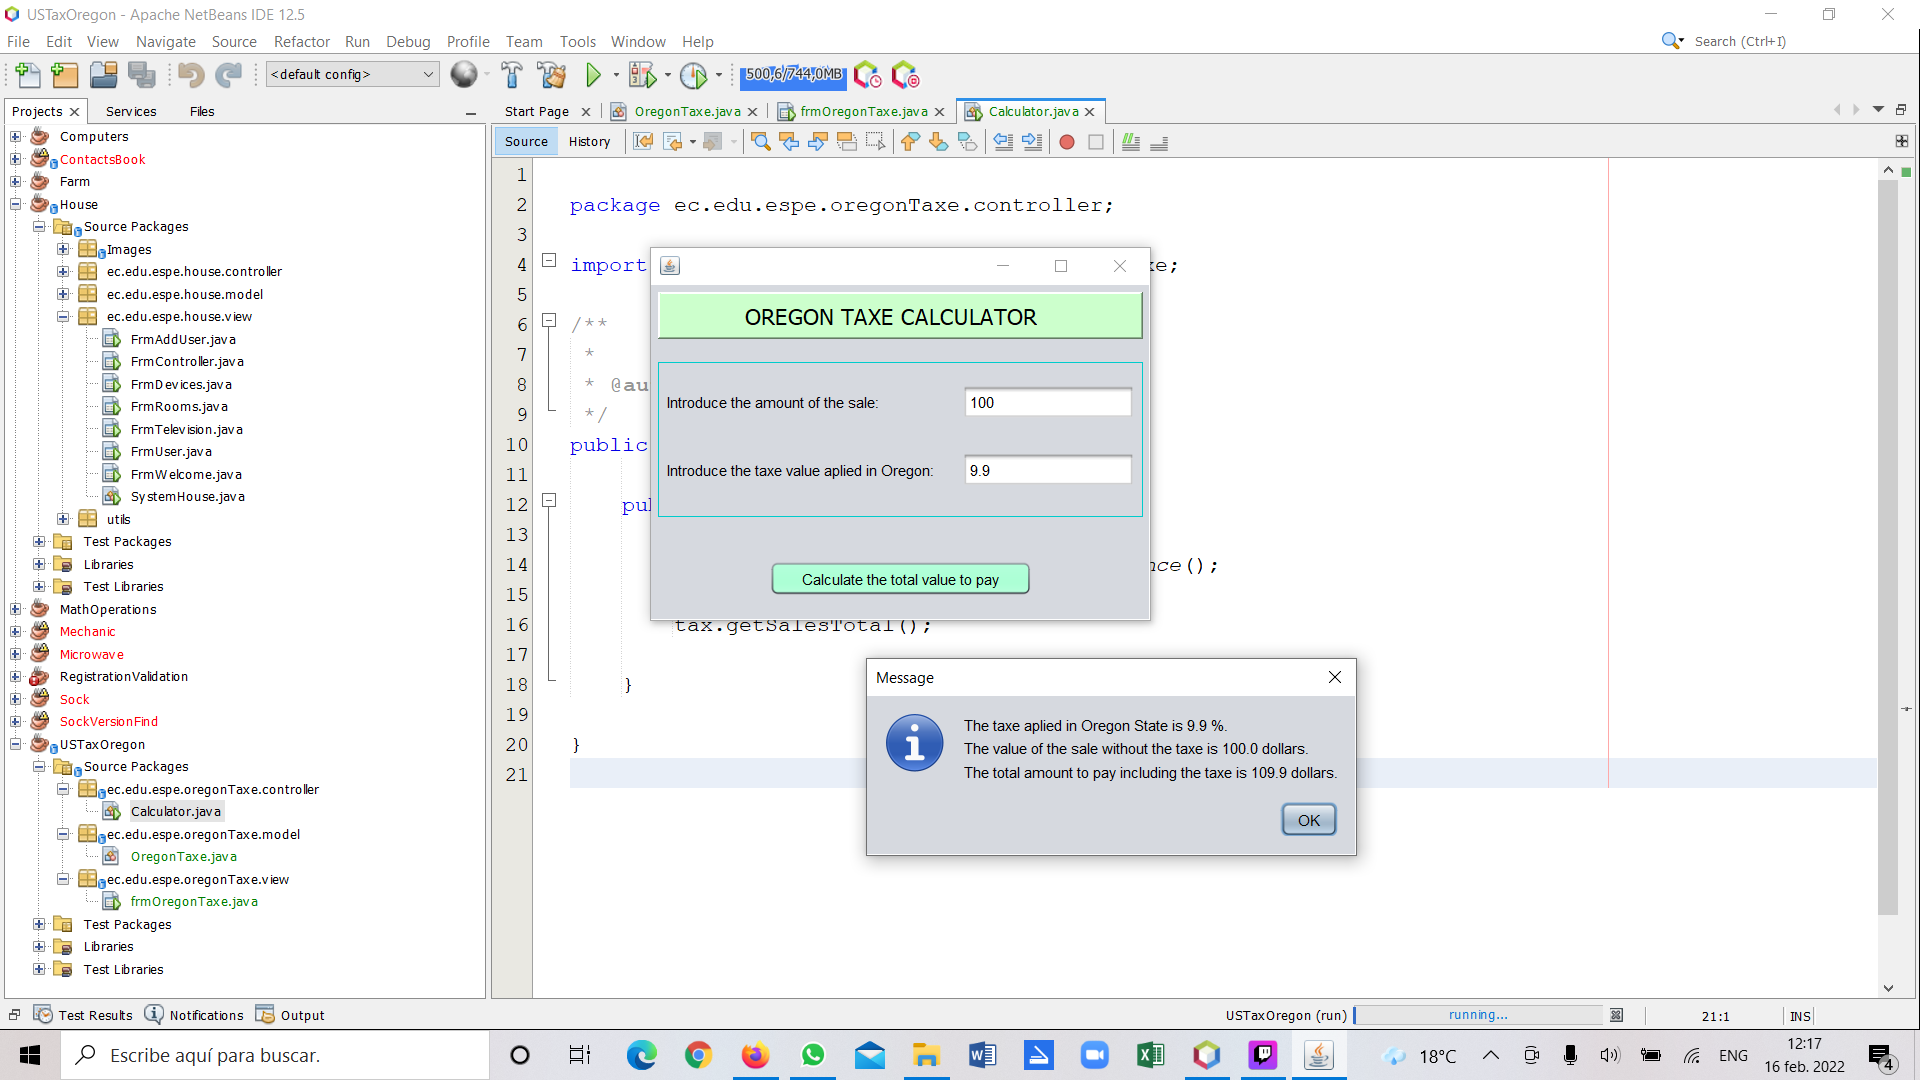 USTaxOregon - Apache NetBeans IDE 12.5
File Edit View Navigate Source Refactor Run Debug Profile Team Tools Window Help
Search (Ctrl+I)
<default config>
500,6/744,0MB
Projects Services Files
Start Page OregonTaxe.java frmOregonTaxe.java Calculator.java
Source History
Computers
ContactsBook
Farm
House
Source Packages
Images
ec.edu.espe.house.controller
ec.edu.espe.house.model
ec.edu.espe.house.view
FrmAddUser.java
FrmController.java
FrmDevices.java
FrmRooms.java
FrmTelevision.java
FrmUser.java
FrmWelcome.java
SystemHouse.java
utils
Test Packages
Libraries
Test Libraries
MathOperations
Mechanic
Microwave
RegistrationValidation
Sock
SockVersionFind
USTaxOregon
Source Packages
ec.edu.espe.oregonTaxe.controller
Calculator.java
ec.edu.espe.oregonTaxe.model
OregonTaxe.java
ec.edu.espe.oregonTaxe.view
frmOregonTaxe.java
Test Packages
Libraries
Test Libraries
1
2 package ec.edu.espe.oregonTaxe.controller;
3
4 import xe;
5
6 /**
7 *
8 * @au
9 */
10 public
11
12 pu
13
14 nce();
15
16 tax.getSalesTotal();
17
18 }
19
20 }
21
OREGON TAXE CALCULATOR
Introduce the amount of the sale: 100
Introduce the taxe value aplied in Oregon: 9.9
Calculate the total value to pay
Message
The taxe aplied in Oregon State is 9.9 %.
The value of the sale without the taxe is 100.0 dollars.
The total amount to pay including the taxe is 109.9 dollars.
OK
Test Results Notifications Output
USTaxOregon (run) running... 21:1 INS
Escribe aquí para buscar.
18°C
ENG
12:17
16 feb. 2022
4